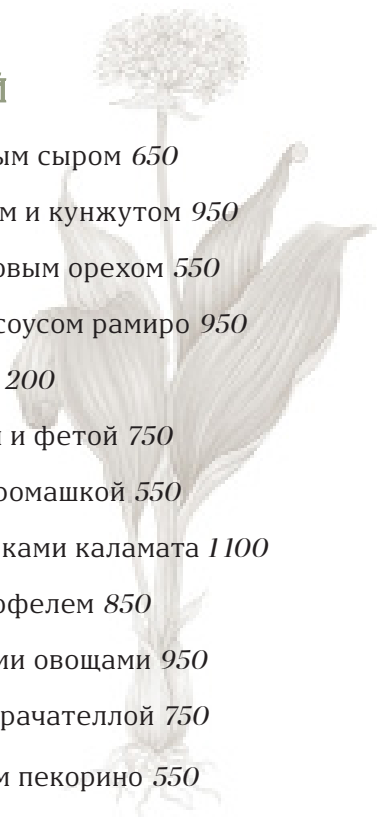 Й
ым сыром 650
м и кунжутом 950
овым орехом 550
соусом рамиро 950
200
и и фетой 750
ромашкой 550
ками каламата 1100
офелем 850
ми овощами 950
рачателлой 750
м пекорино 550